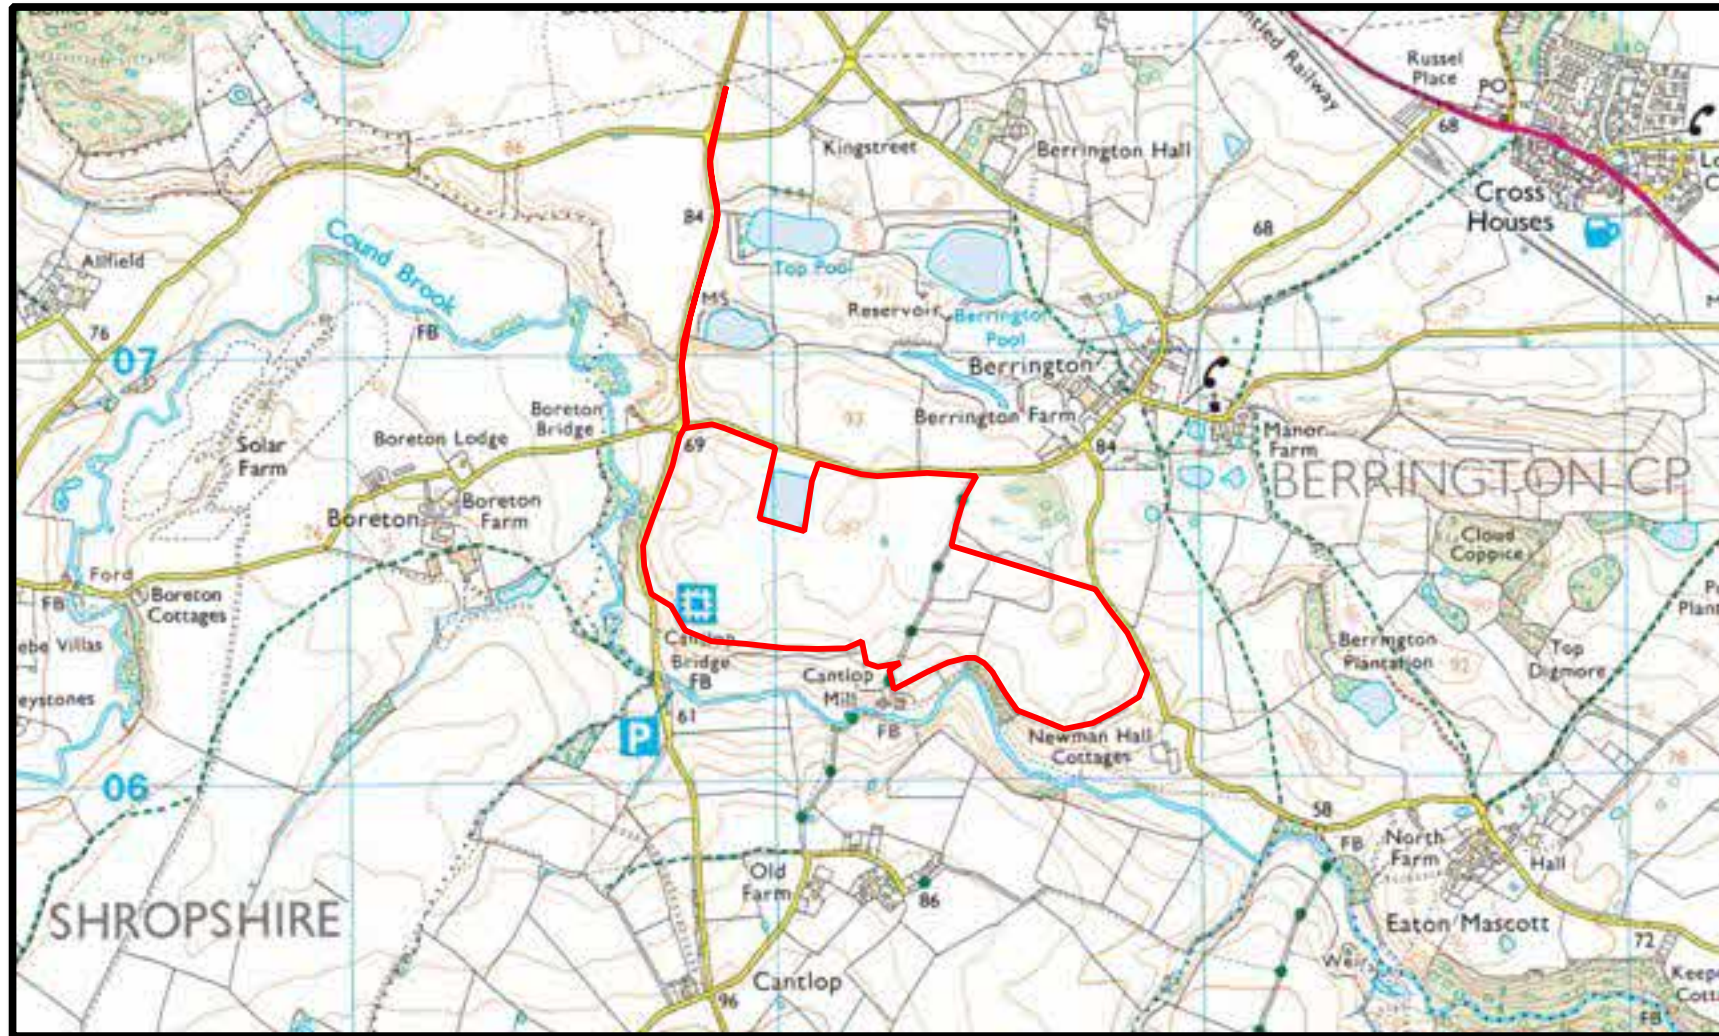 Russel
Place
PO
68
Kingstreet
Berrington Hall
86
Cross
Houses
84
68
Cound Brook
Allfield
Top Pool
MS
Reservoir
Berrington
Pool
76
FB
07
Berrington
Boreton
Bridge
Berrington Farm
93
Boreton Lodge
69
84
Manor
Farm
Solar
Farm
BERRINGTON CP
Boreton
Farm
Boreton
Cloud
Coppice
Ford
FB
Boreton
Cottages
Cantlop
Bridge
FB
Berrington
Plantation
92
Top
Digmore
Cantlop
Mill
61
P
FB
Newman Hall
Cottages
06
58
FB
North
Farm
Hall
Old
Farm
86
SHROPSHIRE
Eaton Mascott
72
Weirs
Cantlop
96
FB